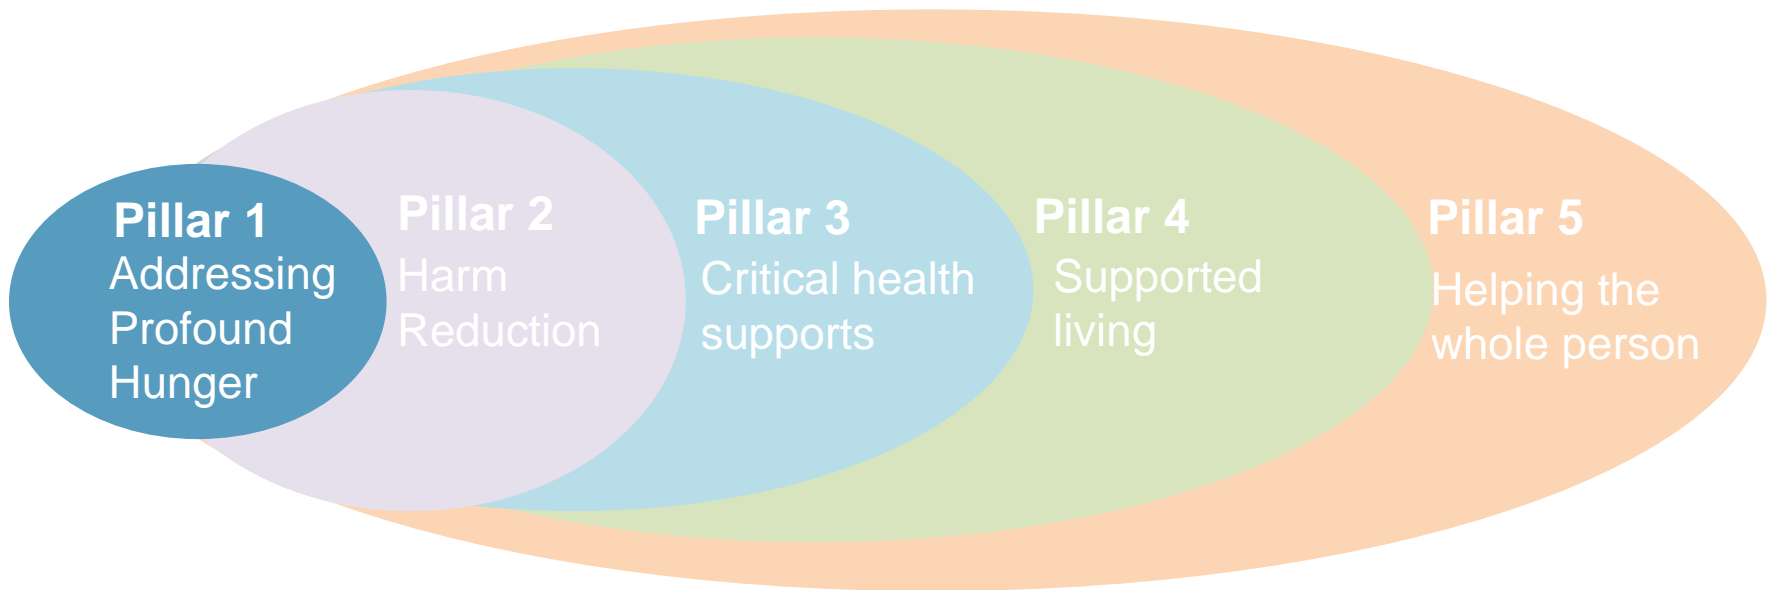 Pillar 1
Addressing
Profound
Hunger
Pillar 2
Harm
Reduction
Pillar 3
Critical health
supports
Pillar 4
Supported
living
Pillar 5
Helping the
whole person